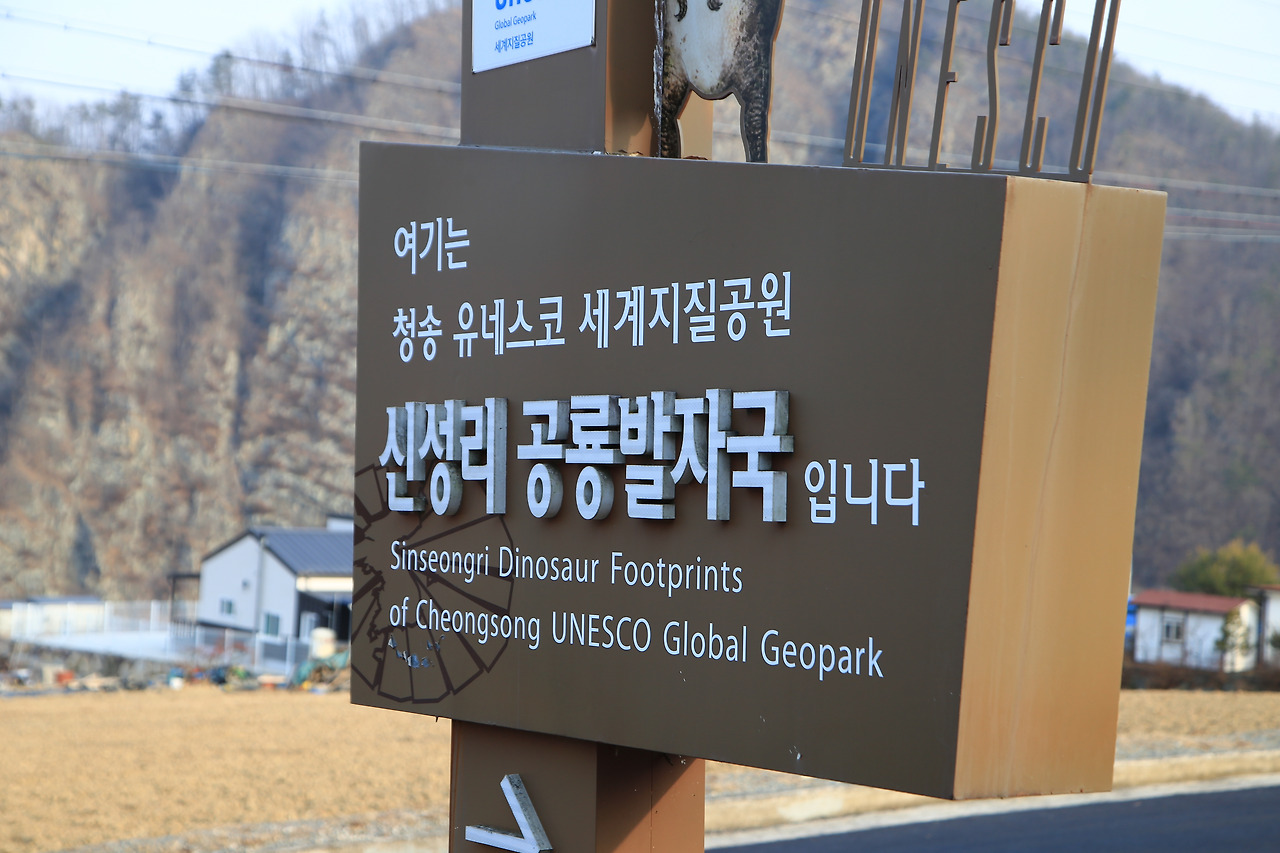 Global Geopark
세계지질공원
여기는
청송 유네스코 세계지질공원
신성리 공룡발자국 입니다
Sinseongri Dinosaur Footprints
of Cheongsong UNESCO Global Geopark